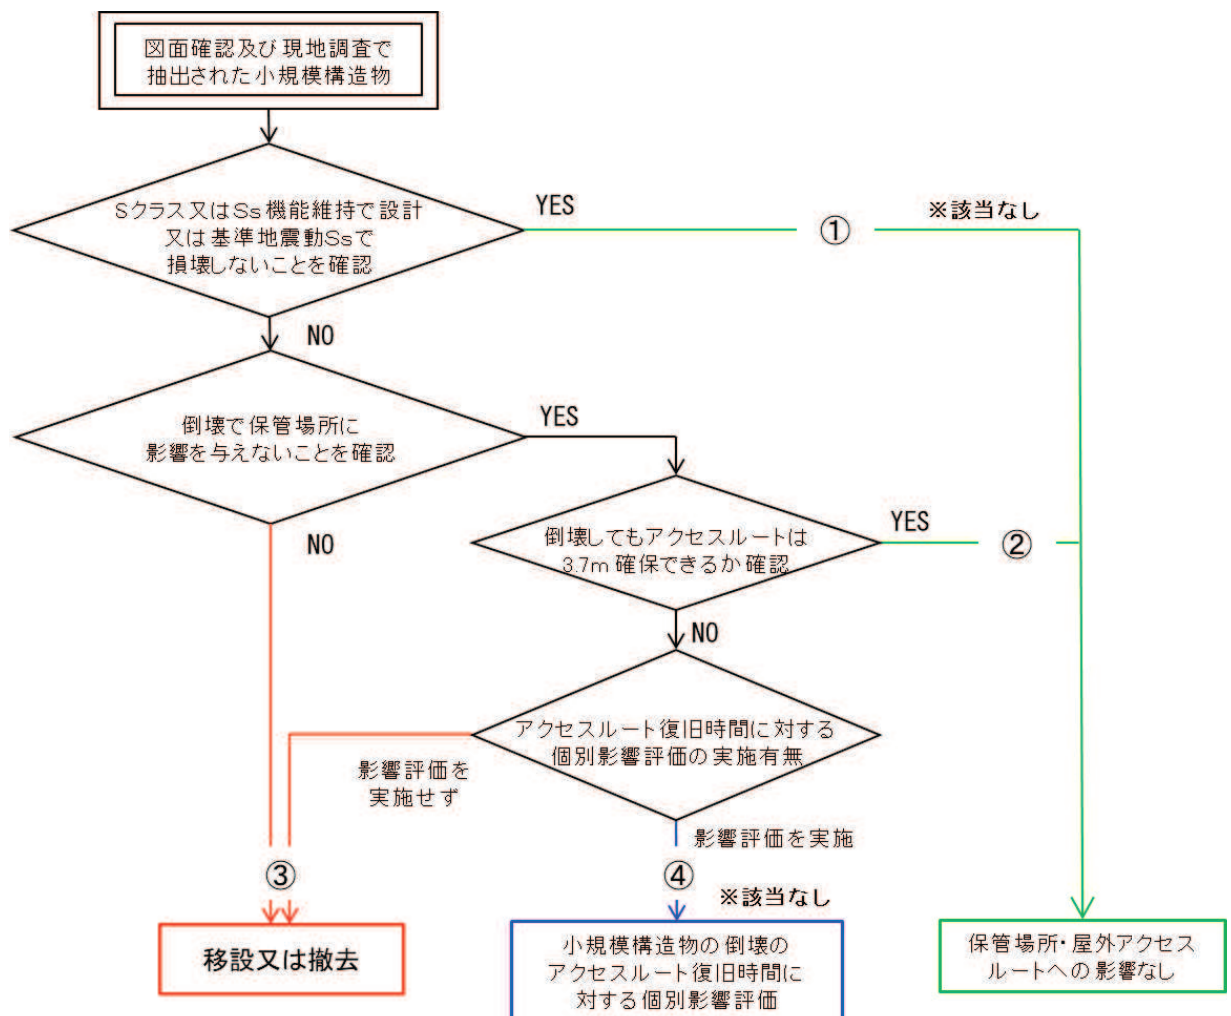 図面確認及び現地調査で
抽出された小規模構造物
Sクラス又はSs機能維持で設計
又は基準地震動Ssで
損壊しないことを確認
YES
①
※該当なし
NO
倒壊で保管場所に
影響を与えないことを確認
YES
NO
倒壊してもアクセスルートは
3.7m確保できるか確認
YES
②
NO
アクセスルート復旧時間に対する
個別影響評価の実施有無
影響評価を
実施せず
影響評価を実施
③
④
※該当なし
移設又は撤去
小規模構造物の倒壊の
アクセスルート復旧時間に
対する個別影響評価
保管場所・屋外アクセス
ルートへの影響なし